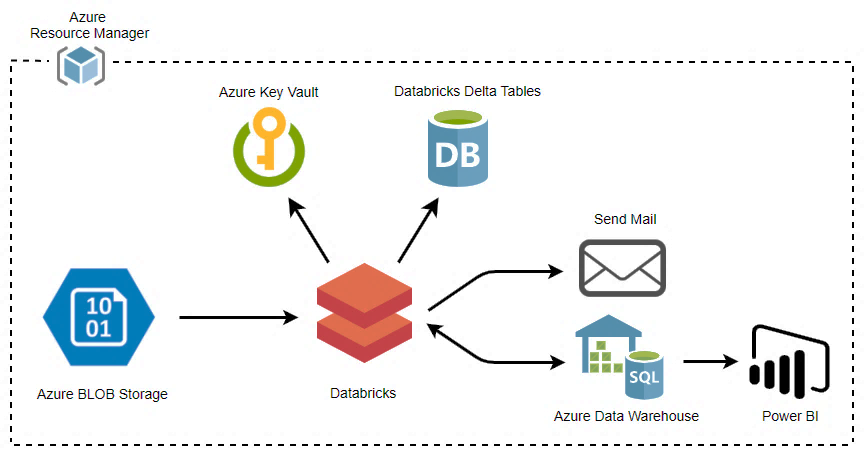 Azure
Resource Manager
Azure Key Vault
Databricks Delta Tables
DB
Send Mail
10
01
SQL
Azure BLOB Storage
Databricks
Azure Data Warehouse
Power BI